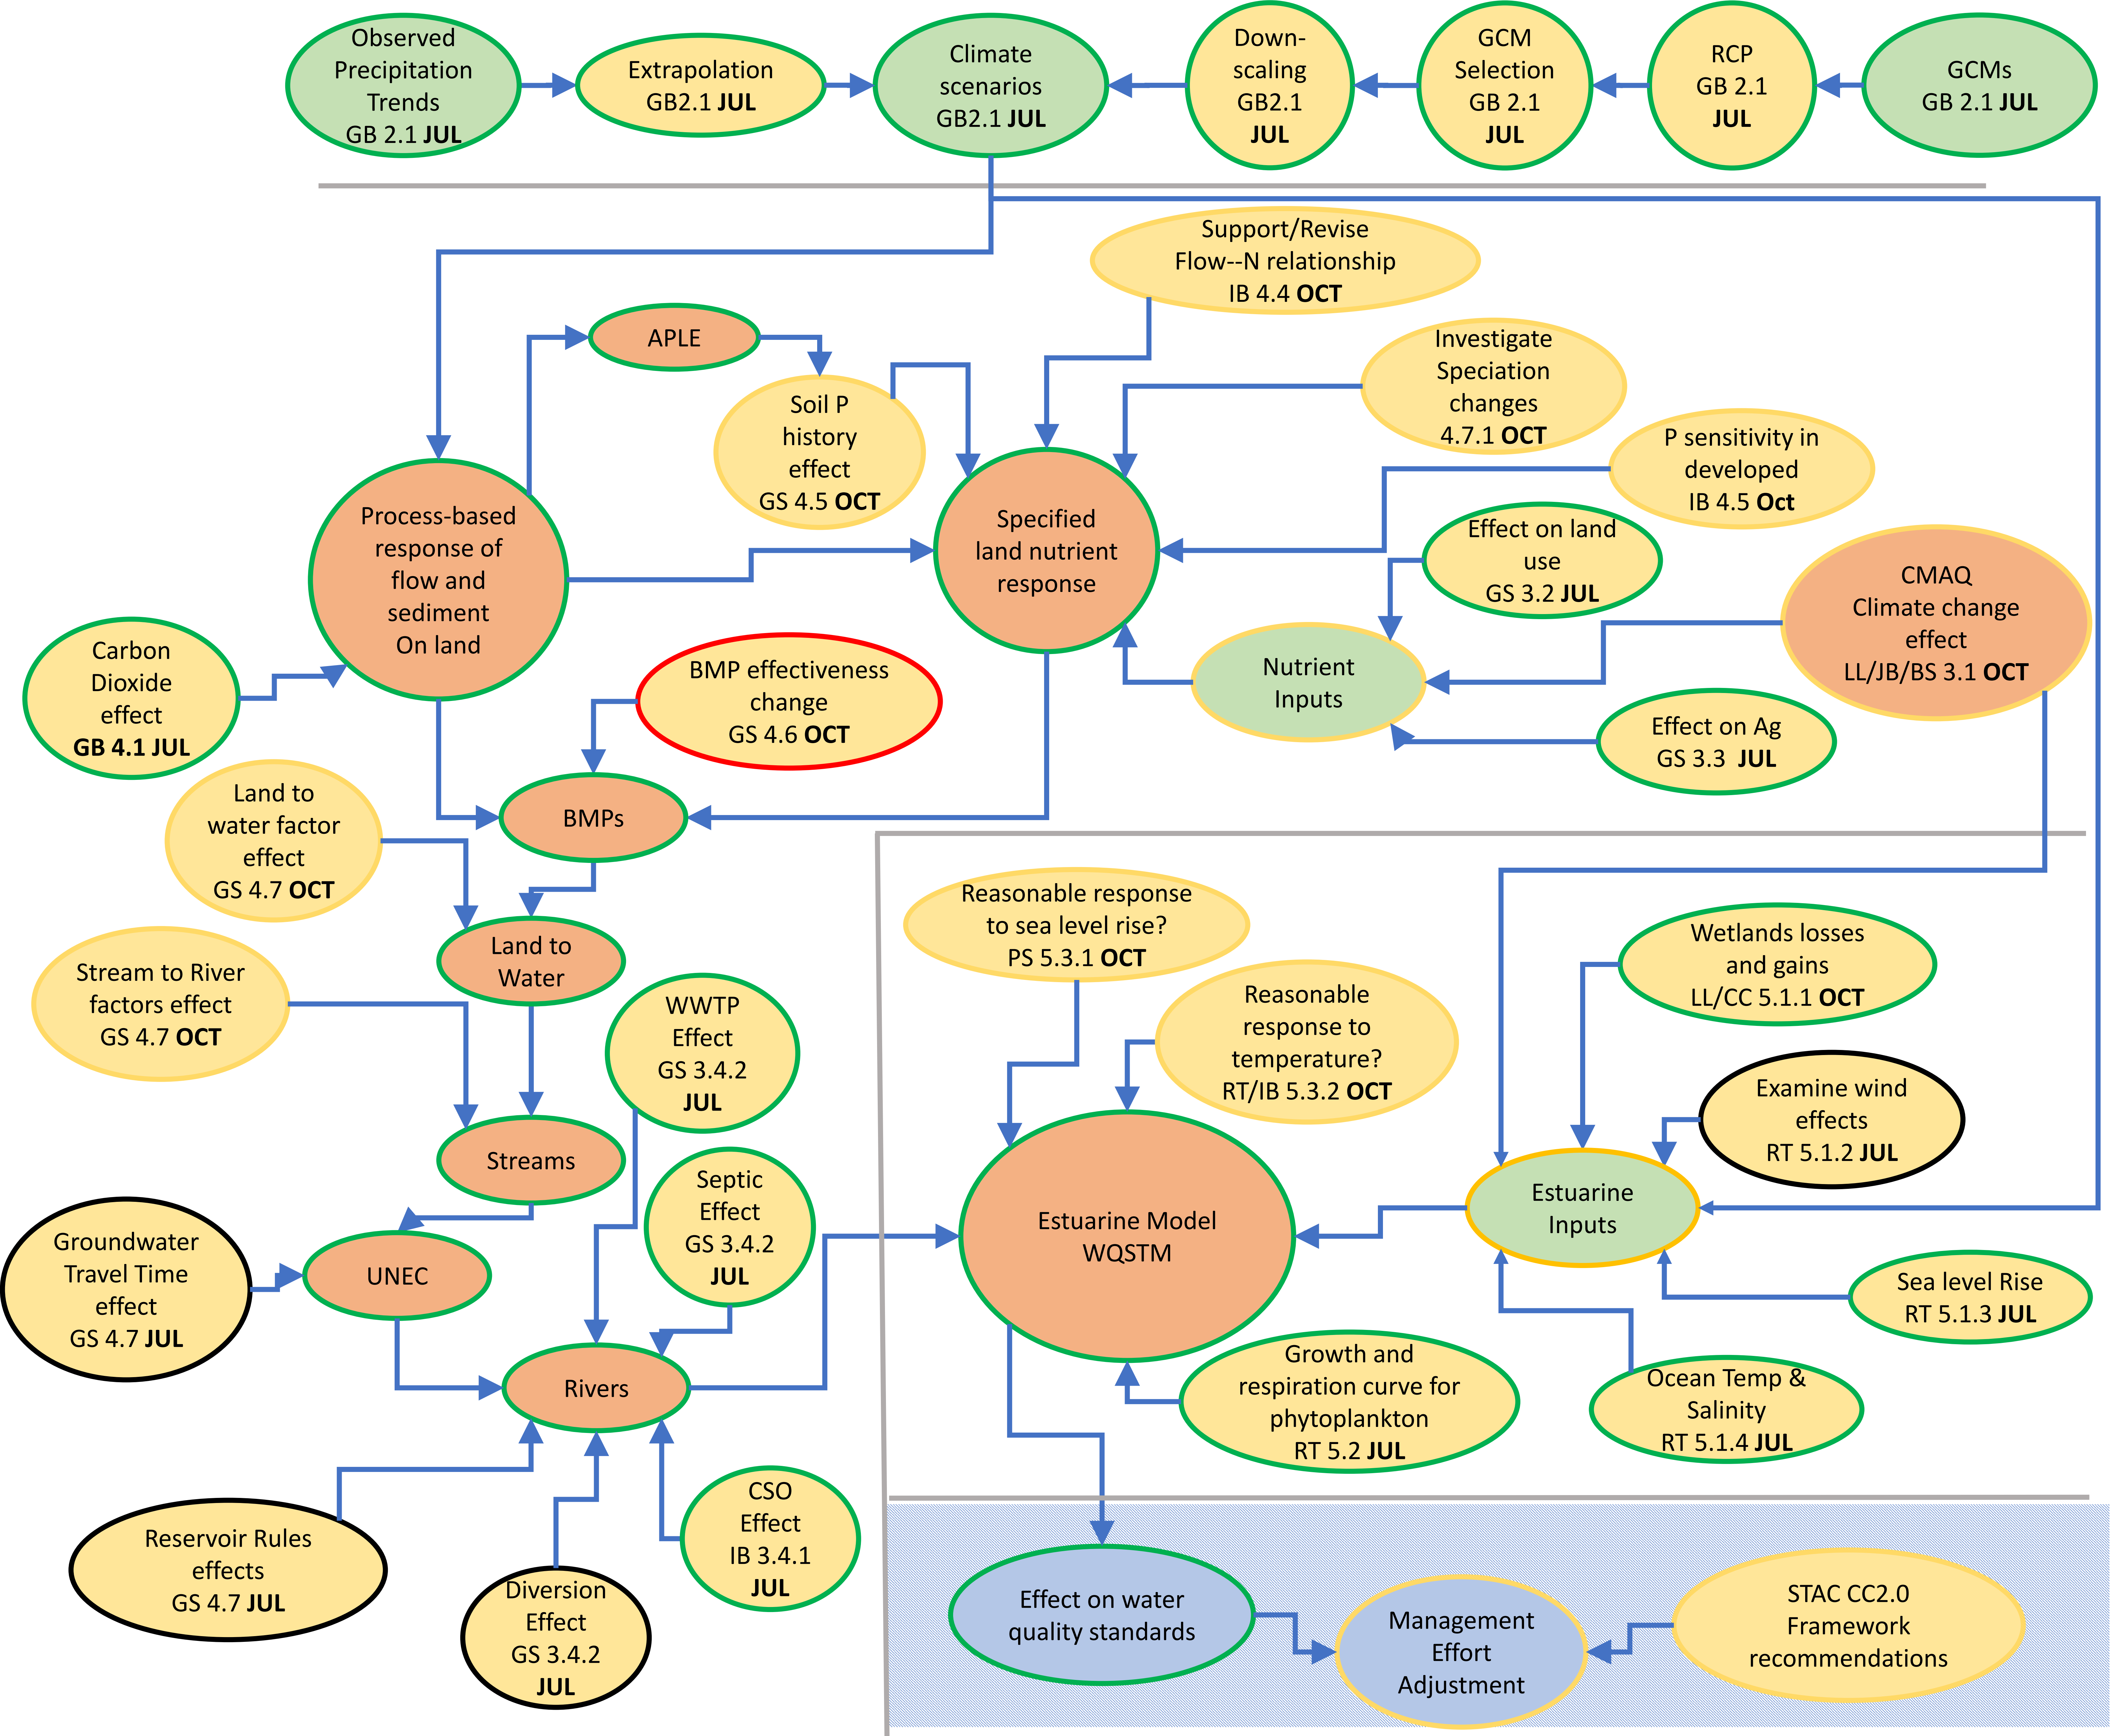 Observed
Precipitation
Trends
GB 2.1 JUL
Extrapolation
GB2.1 JUL
Climate
scenarios
GB2.1 JUL
Down-
scaling
GB2.1
JUL
GCM
Selection
GB 2.1
JUL
RCP
GB 2.1
JUL
GCMs
GB 2.1 JUL
Support/Revise
Flow--N relationship
IB 4.4 OCT
APLE
Investigate
Speciation
changes
4.7.1 OCT
Soil P
history
effect
GS 4.5 OCT
P sensitivity in
developed
IB 4.5 Oct
Process-based
response of
flow and
sediment
On land
Specified
land nutrient
response
Effect on land
use
GS 3.2 JUL
CMAQ
Climate change
effect
LL/JB/BS 3.1 OCT
Carbon
Dioxide
effect
GB 4.1 JUL
BMP effectiveness
change
GS 4.6 OCT
Nutrient
Inputs
Effect on Ag
GS 3.3 JUL
Land to
water factor
effect
GS 4.7 OCT
BMPs
Reasonable response
to sea level rise?
PS 5.3.1 OCT
Wetlands losses
and gains
LL/CC 5.1.1 OCT
Land to
Water
Stream to River
factors effect
GS 4.7 OCT
WWTP
Effect
GS 3.4.2
JUL
Reasonable
response to
temperature?
RT/IB 5.3.2 OCT
Examine wind
effects
RT 5.1.2 JUL
Streams
Septic
Effect
GS 3.4.2
JUL
Estuarine Model
WQSTM
Estuarine
Inputs
Groundwater
Travel Time
effect
GS 4.7 JUL
UNEC
Sea level Rise
RT 5.1.3 JUL
Rivers
Growth and
respiration curve for
phytoplankton
RT 5.2 JUL
Ocean Temp &
Salinity
RT 5.1.4 JUL
Reservoir Rules
effects
GS 4.7 JUL
CSO
Effect
IB 3.4.1
JUL
Diversion
Effect
GS 3.4.2
JUL
Effect on water
quality standards
Management
Effort
Adjustment
STAC CC2.0
Framework
recommendations